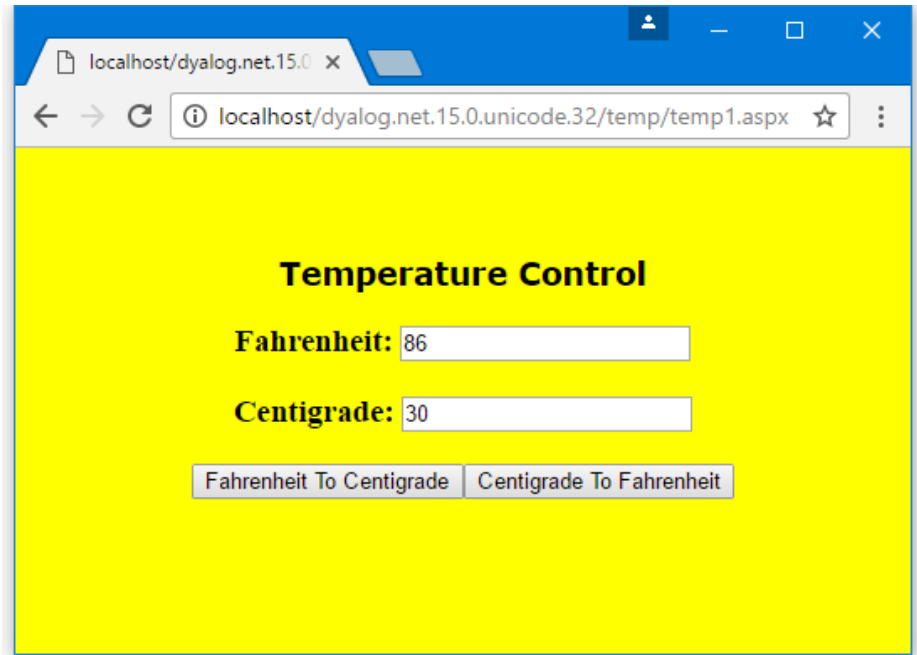 localhost/dyalog.net.15.0
localhost/dyalog.net.15.0.unicode.32/temp/temp1.aspx
Temperature Control
Fahrenheit: 86
Centigrade: 30
Fahrenheit To Centigrade Centigrade To Fahrenheit